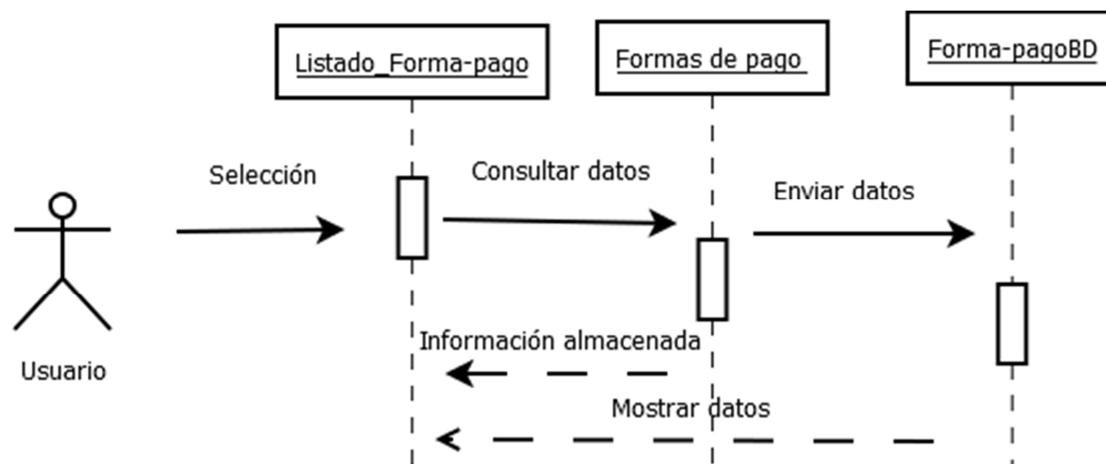 Listado_Forma-pago
Formas de pago
Forma-pagoBD
Selección
Consultar datos
Enviar datos
Usuario
Información almacenada
Mostrar datos